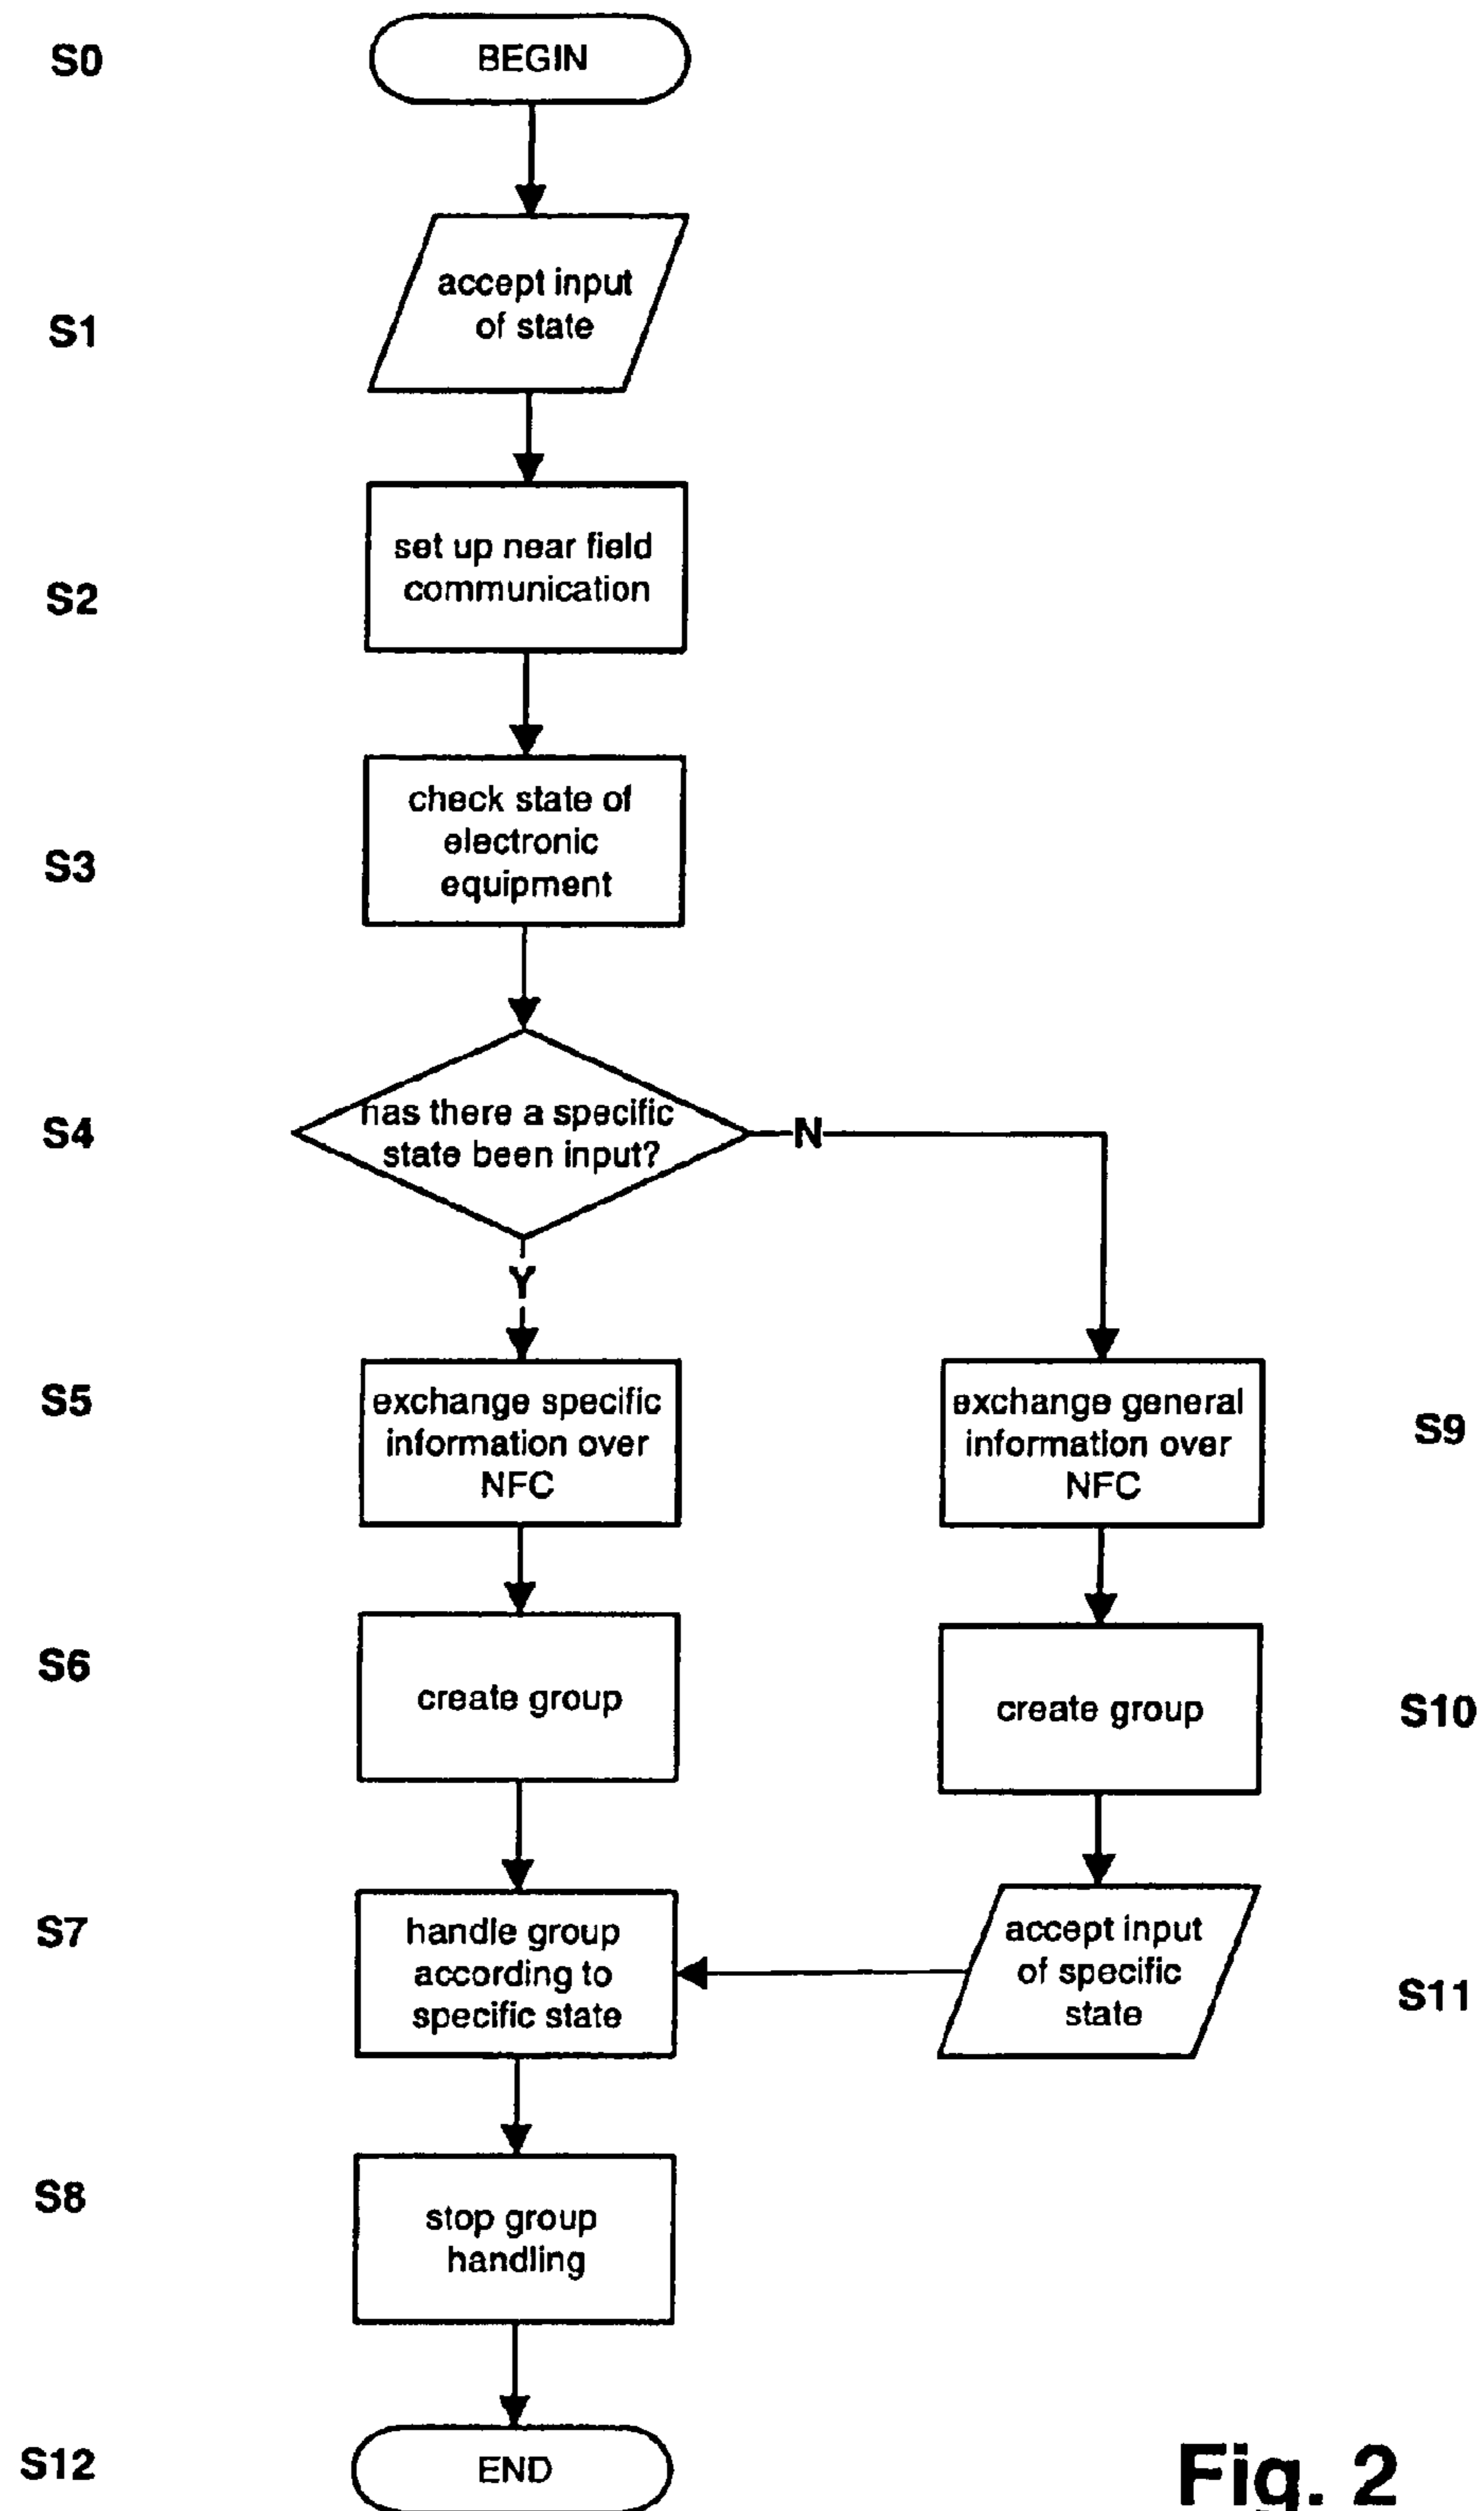 S0
BEGIN
S1
accept input
of state
S2
set up near field
communication
S3
check state of
electronic
equipment
S4
has there a specific
state been input?
N
Y
S5
exchange specific
information over
NFC
exchange general
information over
NFC
S9
S6
create group
create group
S10
S7
handle group
according to
specific state
accept input
of specific
state
S11
S8
stop group
handling
S12
END
Fig. 2